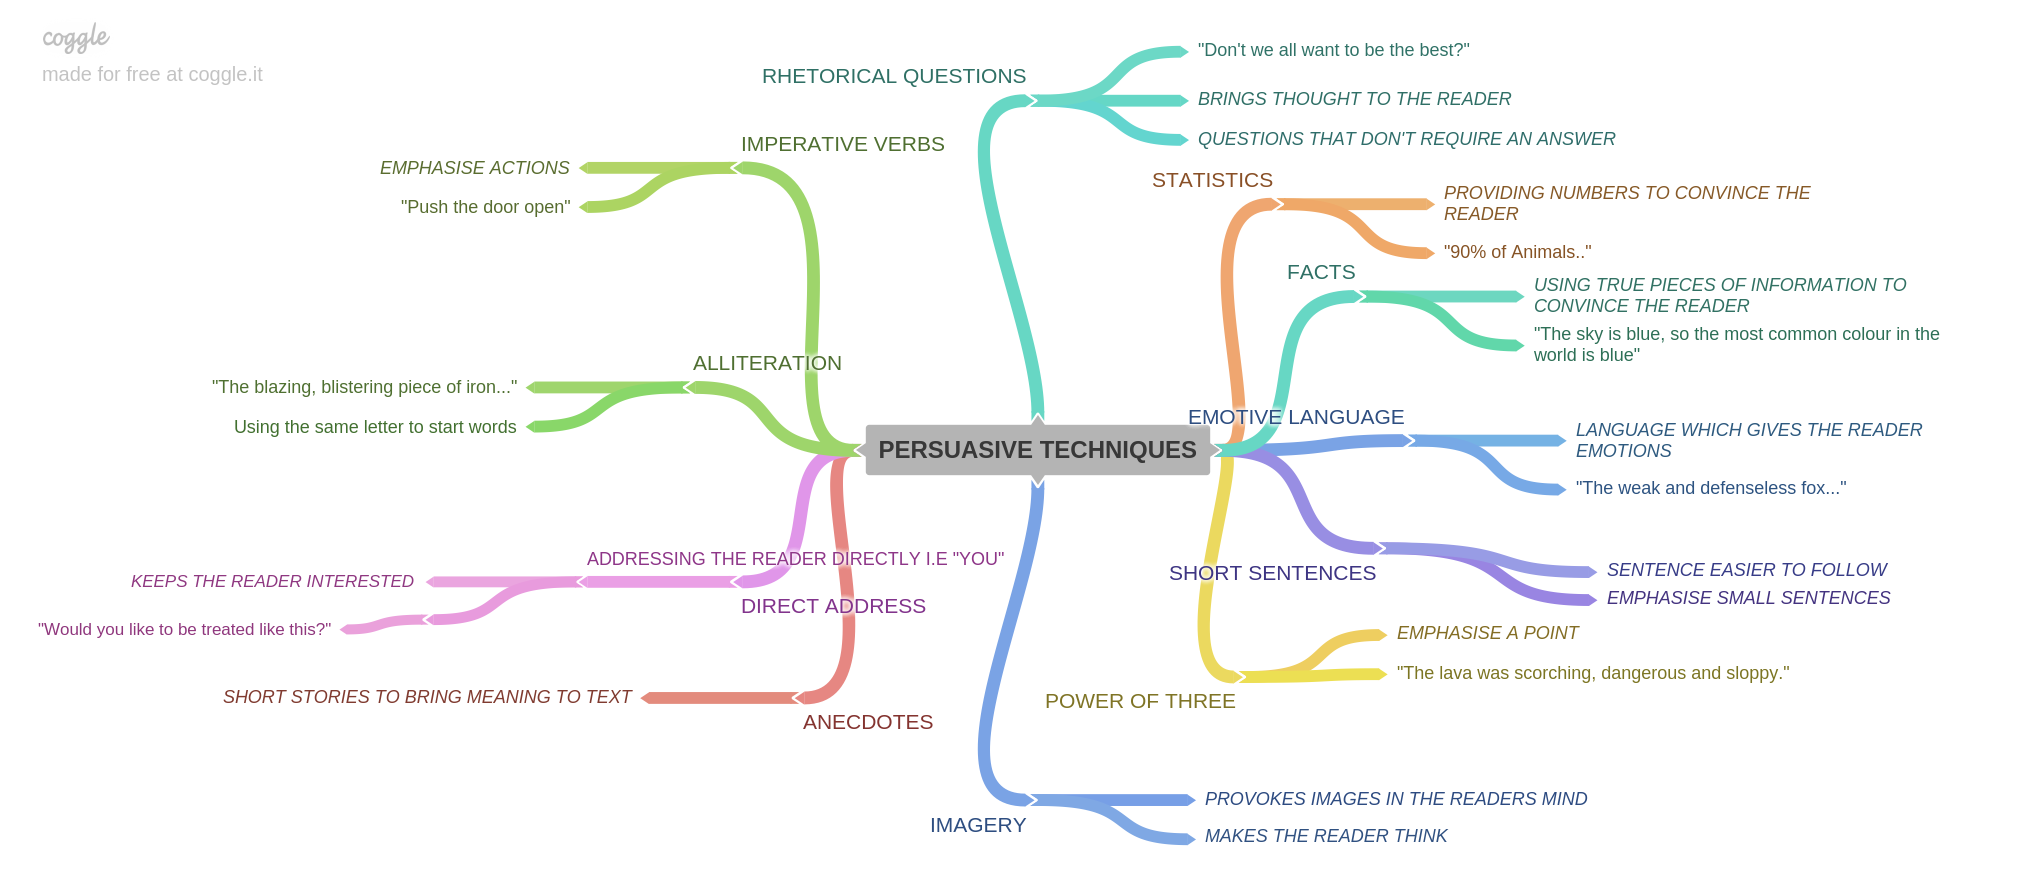 coggle
made for free at coggle.it
RHETORICAL QUESTIONS
"Don't we all want to be the best?"
BRINGS THOUGHT TO THE READER
QUESTIONS THAT DON'T REQUIRE AN ANSWER
STATISTICS
PROVIDING NUMBERS TO CONVINCE THE
READER
"90% of Animals.."
FACTS
USING TRUE PIECES OF INFORMATION TO
CONVINCE THE READER
"The sky is blue, so the most common colour in the
world is blue"
EMOTIVE LANGUAGE
LANGUAGE WHICH GIVES THE READER
EMOTIONS
"The weak and defenseless fox..."
SHORT SENTENCES
SENTENCE EASIER TO FOLLOW
EMPHASISE SMALL SENTENCES
POWER OF THREE
EMPHASISE A POINT
"The lava was scorching, dangerous and sloppy."
IMAGERY
PROVOKES IMAGES IN THE READERS MIND
MAKES THE READER THINK
PERSUASIVE TECHNIQUES
IMPERATIVE VERBS
EMPHASISE ACTIONS
"Push the door open"
ALLITERATION
"The blazing, blistering piece of iron..."
Using the same letter to start words
ADDRESSING THE READER DIRECTLY I.E "YOU"
KEEPS THE READER INTERESTED
DIRECT ADDRESS
"Would you like to be treated like this?"
SHORT STORIES TO BRING MEANING TO TEXT
ANECDOTES